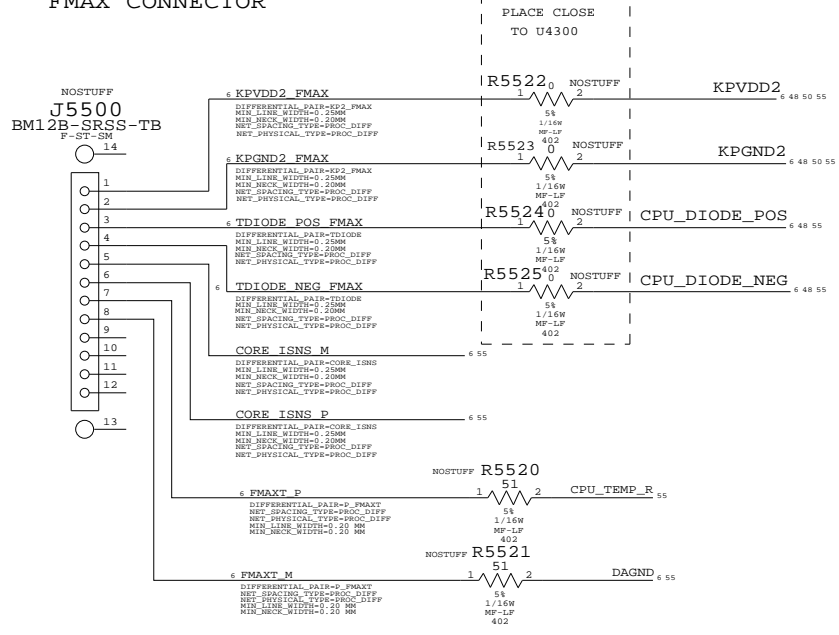 FMAX CONNECTOR
PLACE CLOSE
TO U4300
NOSTUFF
J5500
BM12B-SRSS-TB
F-ST-SM
14
1
2
3
4
5
6
7
8
9
10
11
12
13
6 KPVDD2_FMAX
DIFFERENTIAL_PAIR=KP2_FMAX
MIN_LINE_WIDTH=0.25MM
MIN_NECK_WIDTH=0.20MM
NET_SPACING_TYPE=PROC_DIFF
NET_PHYSICAL_TYPE=PROC_DIFF
R5522 0 NOSTUFF
1 2
5%
1/16W
MF-LF
402
KPVDD2
6 48 50 55
6 KPGND2_FMAX
DIFFERENTIAL_PAIR=KP2_FMAX
MIN_LINE_WIDTH=0.25MM
MIN_NECK_WIDTH=0.20MM
NET_SPACING_TYPE=PROC_DIFF
NET_PHYSICAL_TYPE=PROC_DIFF
R5523 0 NOSTUFF
1 2
5%
1/16W
MF-LF
402
KPGND2
6 48 50 55
6 TDIODE_POS_FMAX
DIFFERENTIAL_PAIR=TDIODE
MIN_LINE_WIDTH=0.25MM
MIN_NECK_WIDTH=0.20MM
NET_SPACING_TYPE=PROC_DIFF
NET_PHYSICAL_TYPE=PROC_DIFF
R5524 0 NOSTUFF
1 2
5%
1/16W
MF-LF
402
CPU_DIODE_POS
6 48 55
6 TDIODE_NEG_FMAX
DIFFERENTIAL_PAIR=TDIODE
MIN_LINE_WIDTH=0.25MM
MIN_NECK_WIDTH=0.20MM
NET_SPACING_TYPE=PROC_DIFF
NET_PHYSICAL_TYPE=PROC_DIFF
R5525 0 NOSTUFF
1 2
5%
1/16W
MF-LF
402
CPU_DIODE_NEG
6 48 55
CORE_ISNS_M
6 55
DIFFERENTIAL_PAIR=CORE_ISNS
MIN_LINE_WIDTH=0.25MM
MIN_NECK_WIDTH=0.20MM
NET_SPACING_TYPE=PROC_DIFF
NET_PHYSICAL_TYPE=PROC_DIFF
CORE_ISNS_P
6 55
DIFFERENTIAL_PAIR=CORE_ISNS
MIN_LINE_WIDTH=0.25MM
MIN_NECK_WIDTH=0.20MM
NET_SPACING_TYPE=PROC_DIFF
NET_PHYSICAL_TYPE=PROC_DIFF
6 FMAXT_P
DIFFERENTIAL_PAIR=P_FMAXT
NET_SPACING_TYPE=PROC_DIFF
NET_PHYSICAL_TYPE=PROC_DIFF
MIN_LINE_WIDTH=0.20 MM
MIN_NECK_WIDTH=0.20 MM
NOSTUFF R5520
51
1 2
5%
1/16W
MF-LF
402
CPU_TEMP_R
55
6 FMAXT_M
DIFFERENTIAL_PAIR=P_FMAXT
NET_SPACING_TYPE=PROC_DIFF
NET_PHYSICAL_TYPE=PROC_DIFF
MIN_LINE_WIDTH=0.20 MM
MIN_NECK_WIDTH=0.20 MM
NOSTUFF R5521
51
1 2
5%
1/16W
MF-LF
402
DAGND
6 55